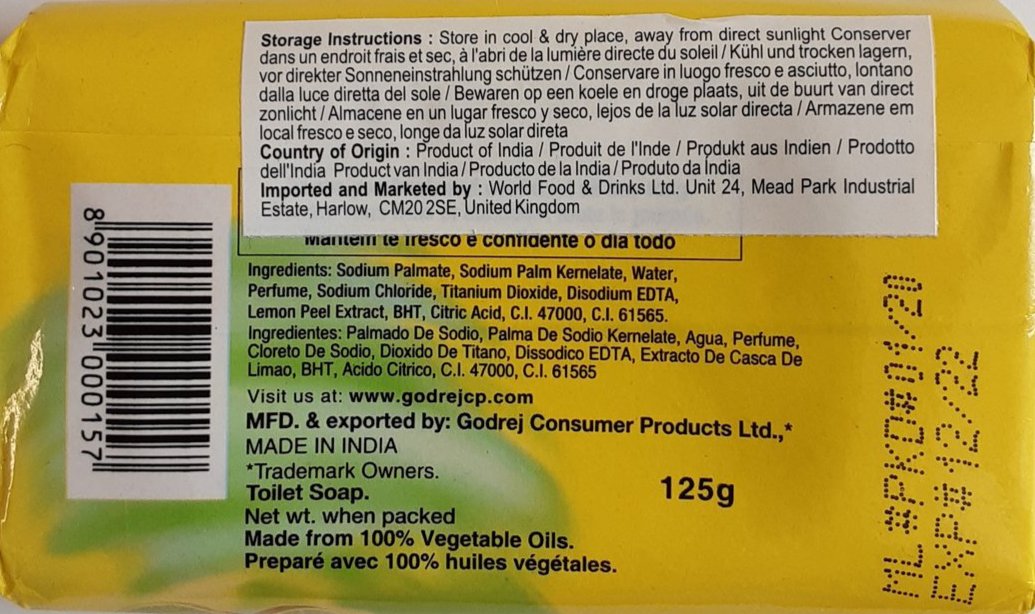 Storage Instructions : Store in cool & dry place, away from direct sunlight Conserver
dans un endroit frais et sec, à l'abri de la lumière directe du soleil / Kühl und trocken lagern,
vor direkter Sonneneinstrahlung schützen / Conservare in luogo fresco e asciutto, lontano
dalla luce diretta del sole / Bewaren op een koele en droge plaats, uit de buurt van direct
zonlicht / Almacene en un lugar fresco y seco, lejos de la luz solar directa / Armazene em
local fresco e seco, longe da luz solar direta
Country of Origin : Product of India / Produit de l'Inde / Produkt aus Indien / Prodotto
dell'India Product van India / Producto de la India / Produto da India
Imported and Marketed by : World Food & Drinks Ltd. Unit 24, Mead Park Industrial
Estate, Harlow, CM20 2SE, United Kingdom
Mantem te fresco e confidente o dia todo
Ingredients: Sodium Palmate, Sodium Palm Kernelate, Water,
Perfume, Sodium Chloride, Titanium Dioxide, Disodium EDTA,
Lemon Peel Extract, BHT, Citric Acid, C.I. 47000, C.I. 61565.
Ingredientes: Palmado De Sodio, Palma De Sodio Kernelate, Agua, Perfume,
Cloreto De Sodio, Dioxido De Titano, Dissodico EDTA, Extracto De Casca De
Limao, BHT, Acido Citrico, C.I. 47000, C.I. 61565
Visit us at: www.godrejcp.com
MFD. & exported by: Godrej Consumer Products Ltd.,*
MADE IN INDIA
*Trademark Owners.
Toilet Soap.
125g
Net wt. when packed
Made from 100% Vegetable Oils.
Preparé avec 100% huiles végétales.
8 901023 000157
ML#PKD#01/20
EXP#12/22